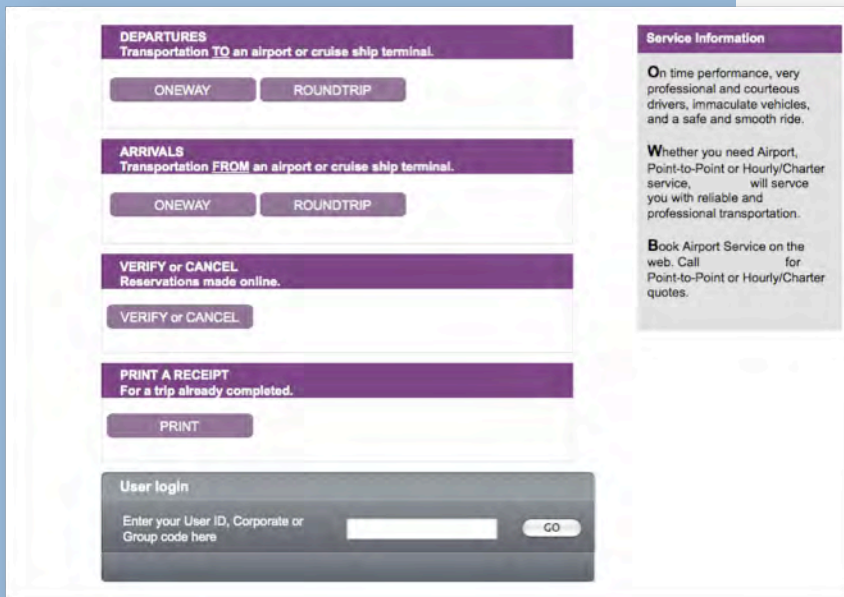 DEPARTURES
Transportation TO an airport or cruise ship terminal.
ONEWAY
ROUNDTRIP
ARRIVALS
Transportation FROM an airport or cruise ship terminal.
ONEWAY
ROUNDTRIP
VERIFY or CANCEL
Reservations made online.
VERIFY or CANCEL
PRINT A RECEIPT
For a trip already completed.
PRINT
User login
Enter your User ID, Corporate or
Group code here
GO
Service Information
On time performance, very
professional and courteous
drivers, immaculate vehicles,
and a safe and smooth ride.
Whether you need Airport,
Point-to-Point or Hourly/Charter
service, will servce
you with reliable and
professional transportation.
Book Airport Service on the
web. Call for
Point-to-Point or Hourly/Charter
quotes.